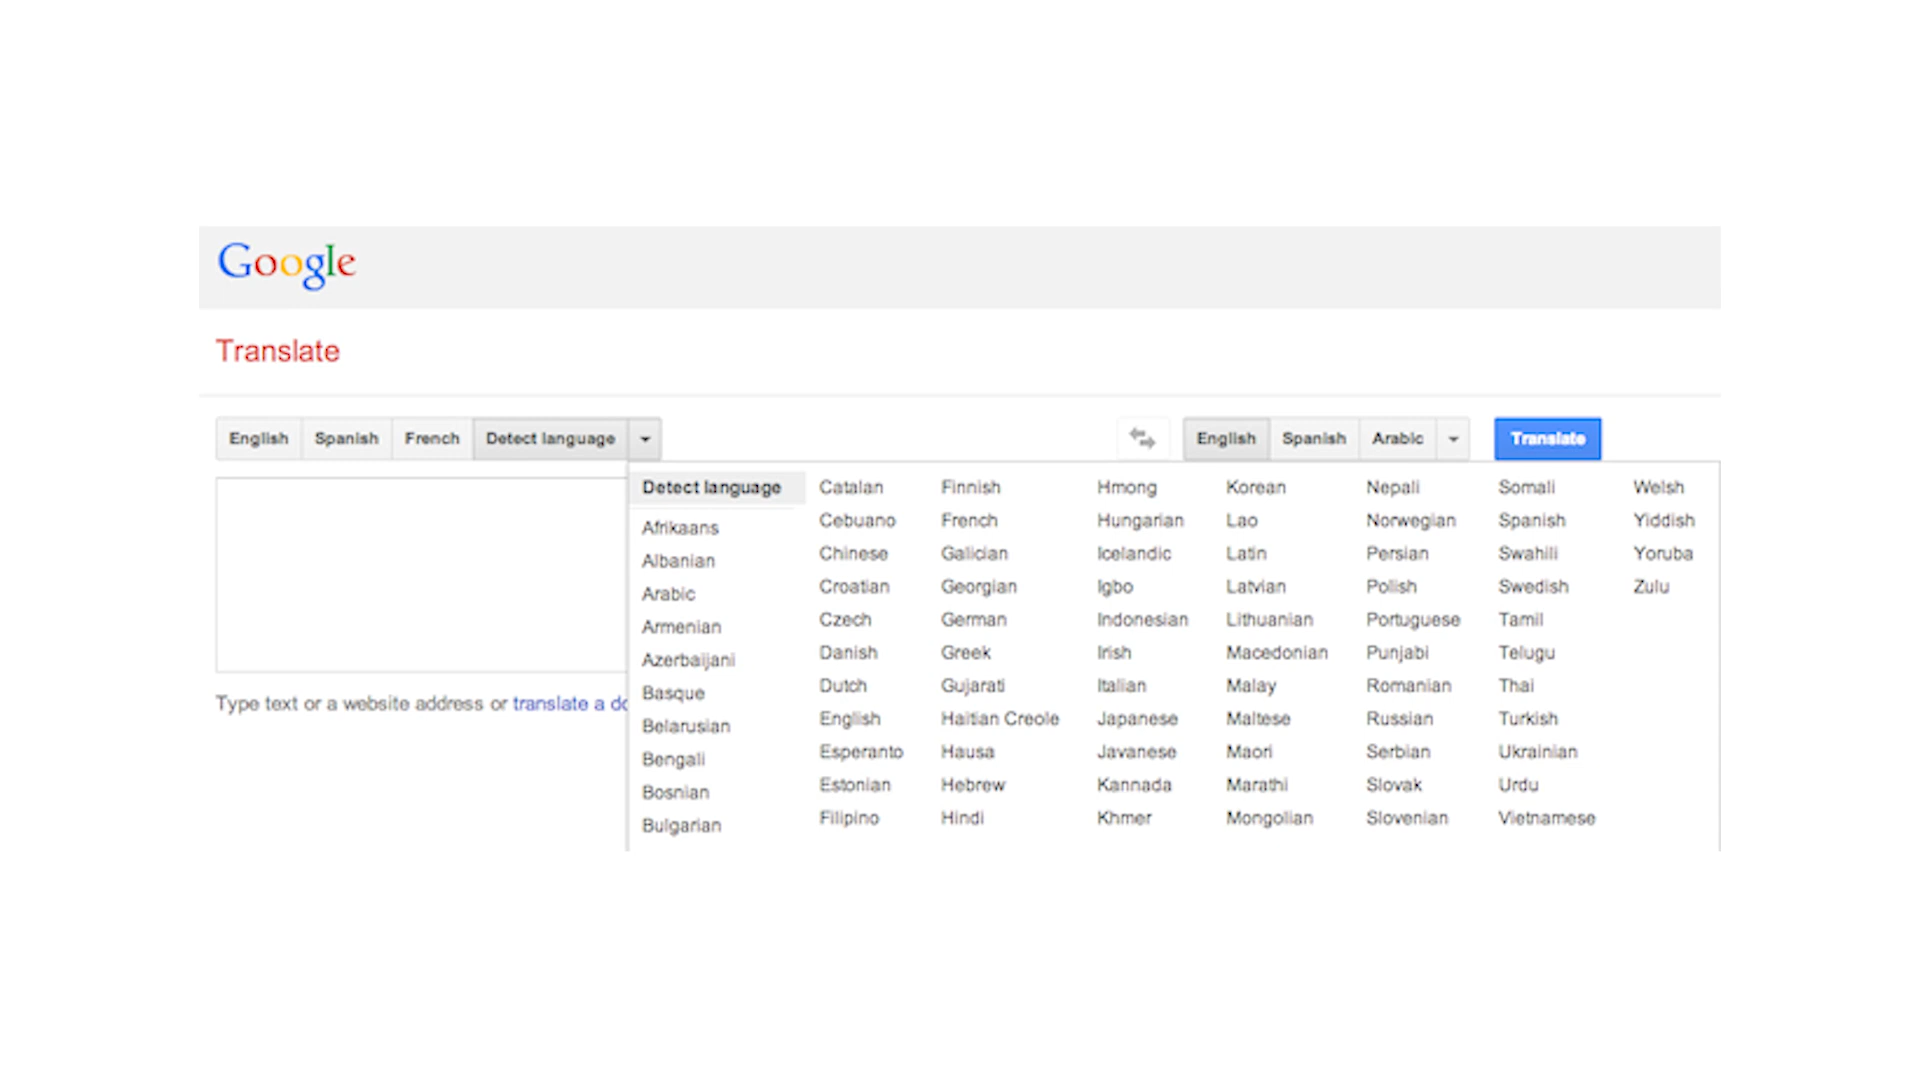 Google
Translate
English Spanish French Detect language English Spanish Arabic Translate
Detect language Catalan Finnish Hmong Korean Nepali Somali Welsh
Afrikaans Cebuano French Hungarian Lao Norwegian Spanish Yiddish
Albanian Chinese Galician Icelandic Latin Persian Swahili Yoruba
Arabic Croatian Georgian Igbo Latvian Polish Swedish Zulu
Armenian Czech German Indonesian Lithuanian Portuguese Tamil
Azerbaijani Danish Greek Irish Macedonian Punjabi Telugu
Basque Dutch Gujarati Italian Malay Romanian Thai
Type text or a website address or translate a do
Belarusian English Haitian Creole Japanese Maltese Russian Turkish
Bengali Esperanto Hausa Javanese Maori Serbian Ukrainian
Bosnian Estonian Hebrew Kannada Marathi Slovak Urdu
Bulgarian Filipino Hindi Khmer Mongolian Slovenian Vietnamese